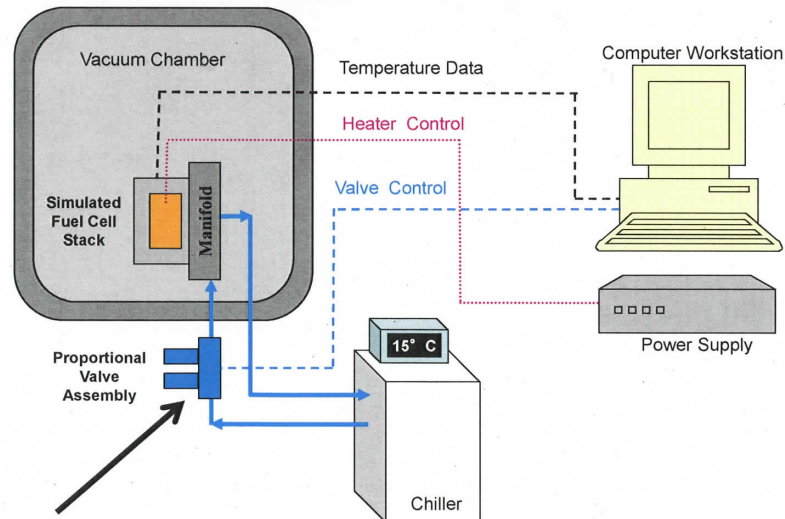 Vacuum Chamber
Temperature Data
Computer Workstation
Heater Control
Valve Control
Simulated
Fuel Cell
Stack
Manifold
Proportional
Valve
Assembly
15° C
Power Supply
Chiller